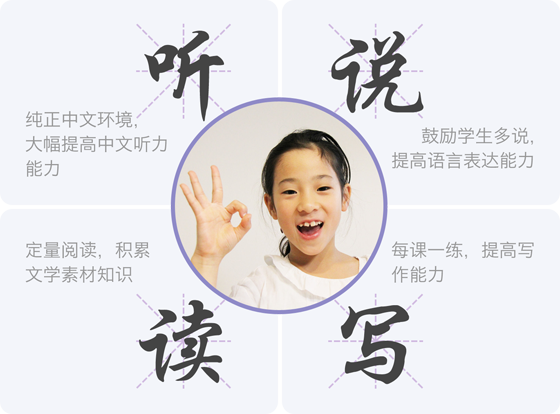 听
纯正中文环境，
大幅提高中文听力
能力
说
鼓励学生多说，
提高语言表达能力
定量阅读，积累
文学素材知识
读
每课一练，提高写
作能力
写